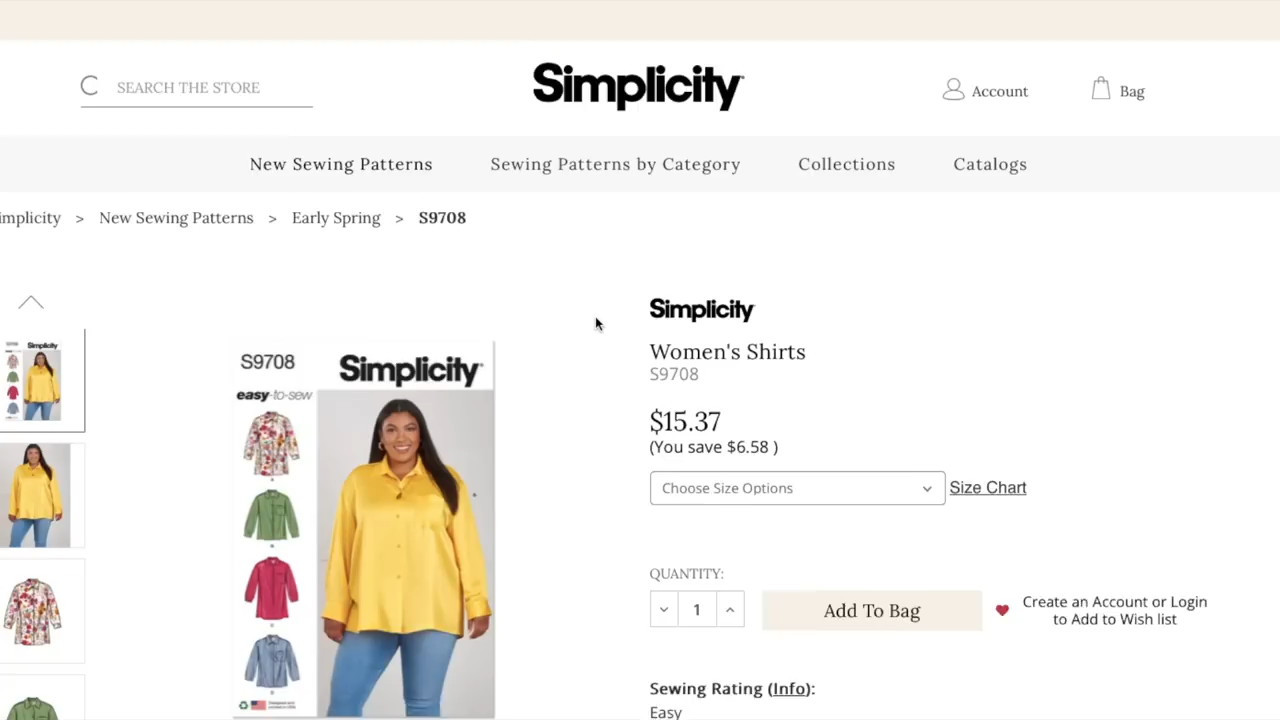 SEARCH THE STORE
Simplicity
Account
Bag
New Sewing Patterns
Sewing Patterns by Category
Collections
Catalogs
implicity > New Sewing Patterns > Early Spring > S9708
Simplicity
Women's Shirts
S9708
$15.37
(You save $6.58 )
Choose Size Options
Size Chart
QUANTITY:
1
Add To Bag
Create an Account or Login
to Add to Wish list
Sewing Rating (Info):
Easy
S9708
Simplicity
easy-to-sew
Simplicity